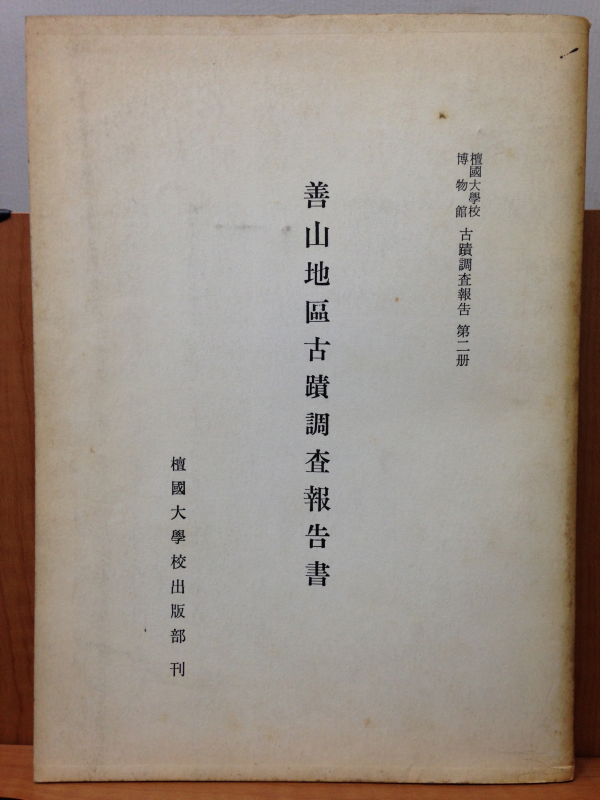 檀國大學校
博物館 古蹟調査報告 第二册
善山地區古蹟調査報告書
檀國大學校出版部 刊